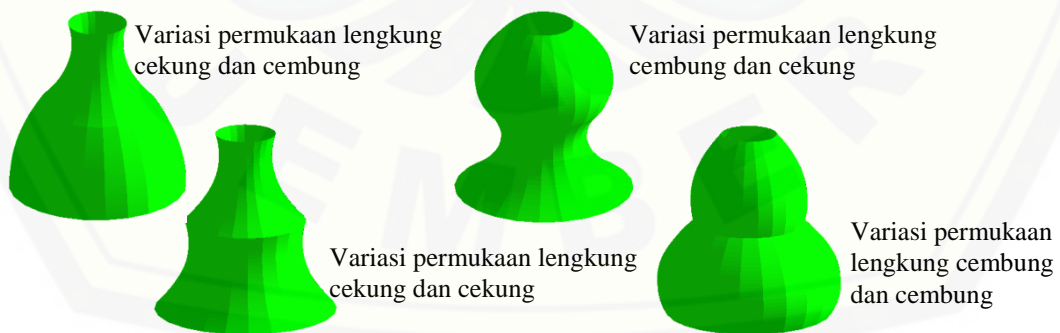 Variasi permukaan lengkung
cekung dan cembung
Variasi permukaan lengkung
cembung dan cekung
Variasi permukaan lengkung
cekung dan cekung
Variasi permukaan
lengkung cembung
dan cembung
JEMBER